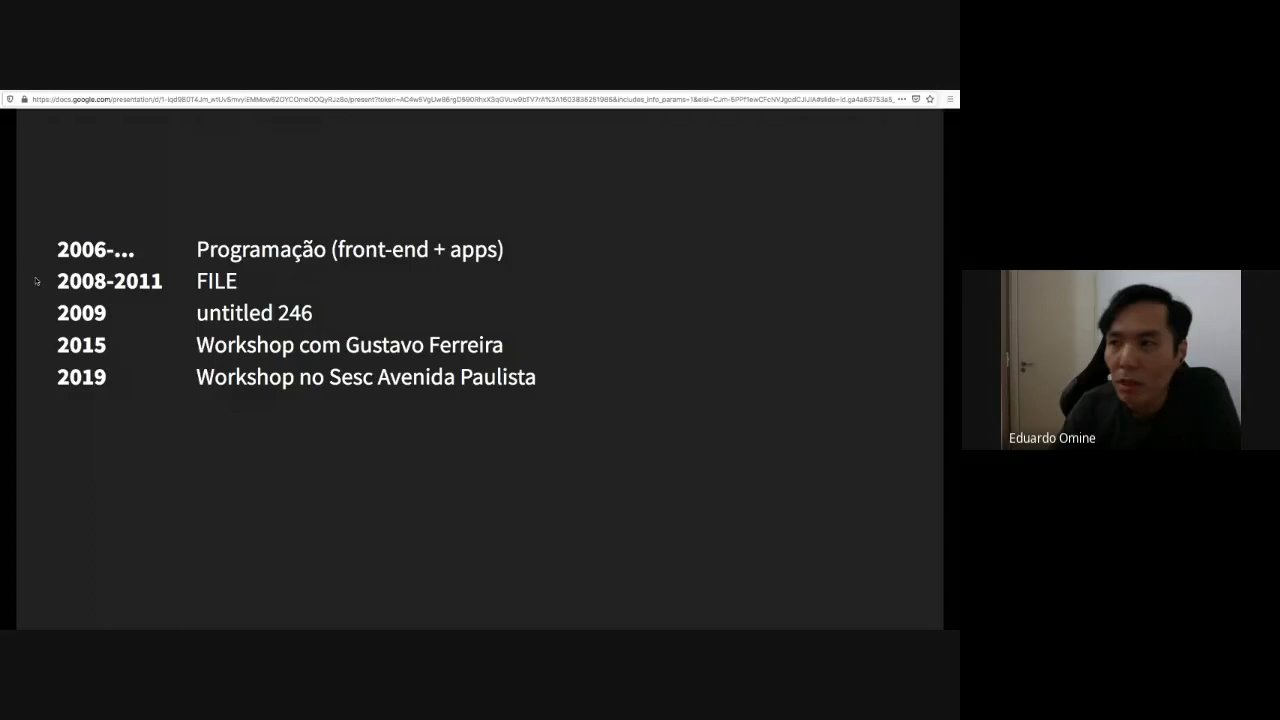 2006-... Programação (front-end + apps)
2008-2011 FILE
2009 untitled 246
2015 Workshop com Gustavo Ferreira
2019 Workshop no Sesc Avenida Paulista
Eduardo Omine